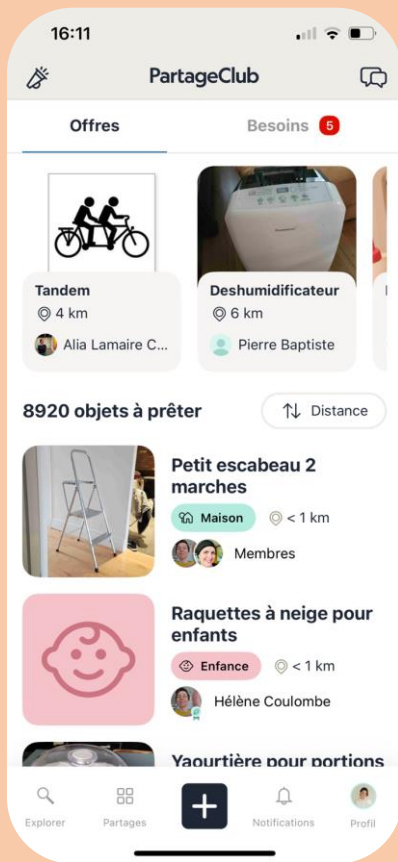 16:11
PartageClub
Offres
Besoins 5
Tandem
4 km
Alia Lamaire C...
Deshumidificateur
6 km
Pierre Baptiste
8920 objets à prêter
Distance
Petit escabeau 2
marches
Maison
< 1 km
Membres
Raquettes à neige pour
enfants
Enfance
< 1 km
Hélène Coulombe
Yaourtière pour portions
Explorer
Partages
Notifications
Profil